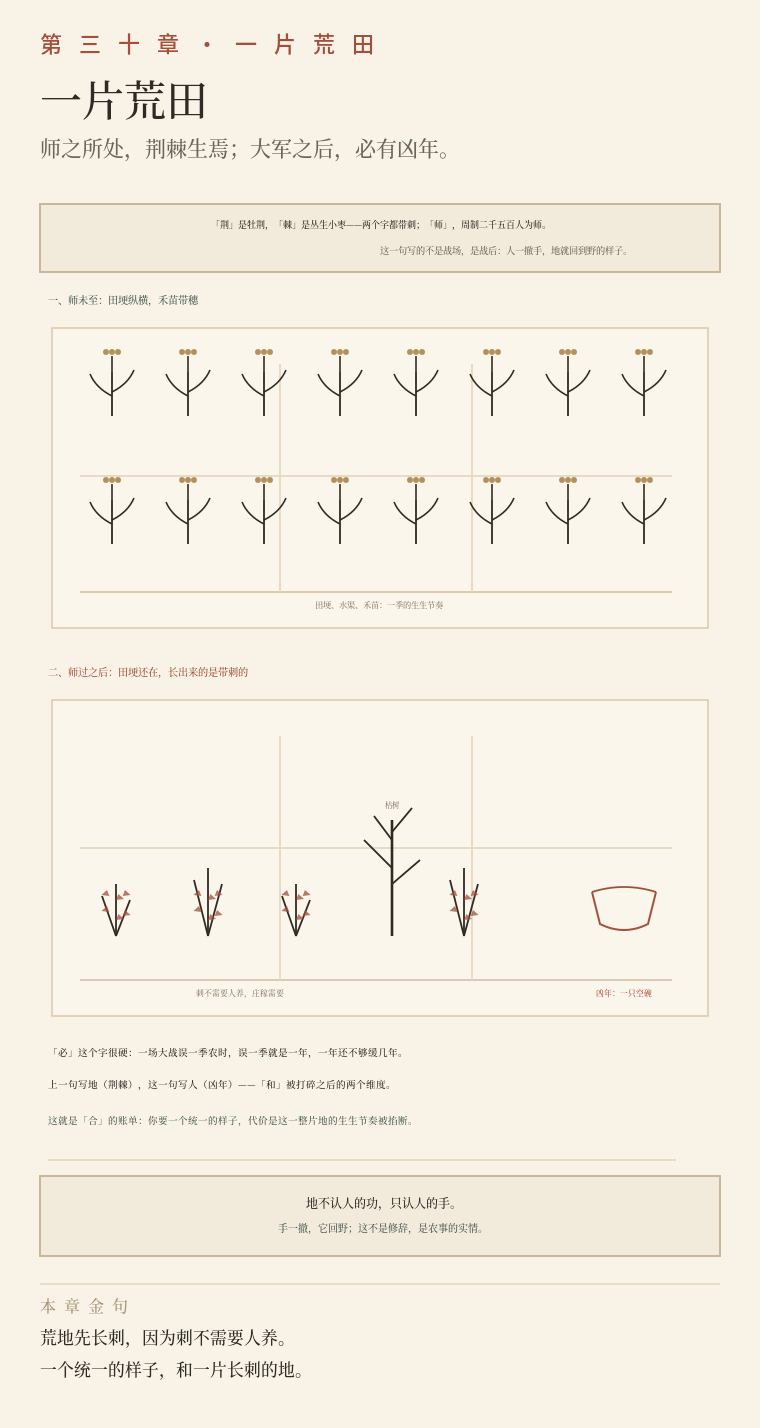 第三十章・一片荒田
一片荒田
师之所处，荆棘生焉；大军之后，必有凶年。
「荆」是牡荆，「棘」是丛生小枣——两个字都带刺；「师」，周制二千五百人为师。
这一句写的不是战场，是战后：人一撤手，地就回到野的样子。
一、师未至：田埂纵横，禾苗带穗
田埂、水渠、禾苗：一季的生生节奏
二、师过之后：田埂还在，长出来的是带刺的
枯树
刺不需要人养，庄稼需要
凶年：一只空碗
「必」这个字很硬：一场大战误一季农时，误一季就是一年，一年还不够缓几年。
上一句写地（荆棘），这一句写人（凶年）——「和」被打碎之后的两个维度。
这就是「合」的账单：你要一个统一的样子，代价是这一整片地的生生节奏被掐断。
地不认人的功，只认人的手。
手一撤，它回野；这不是修辞，是农事的实情。
本章金句
荒地先长刺，因为刺不需要人养。
一个统一的样子，和一片长刺的地。